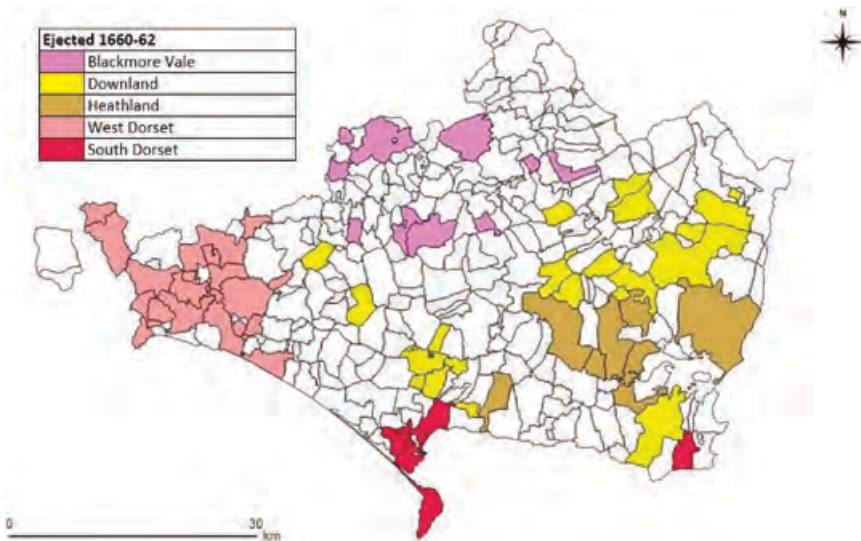 N
Ejected 1660-62
Blackmore Vale
Downland
Heathland
West Dorset
South Dorset
0 30
km